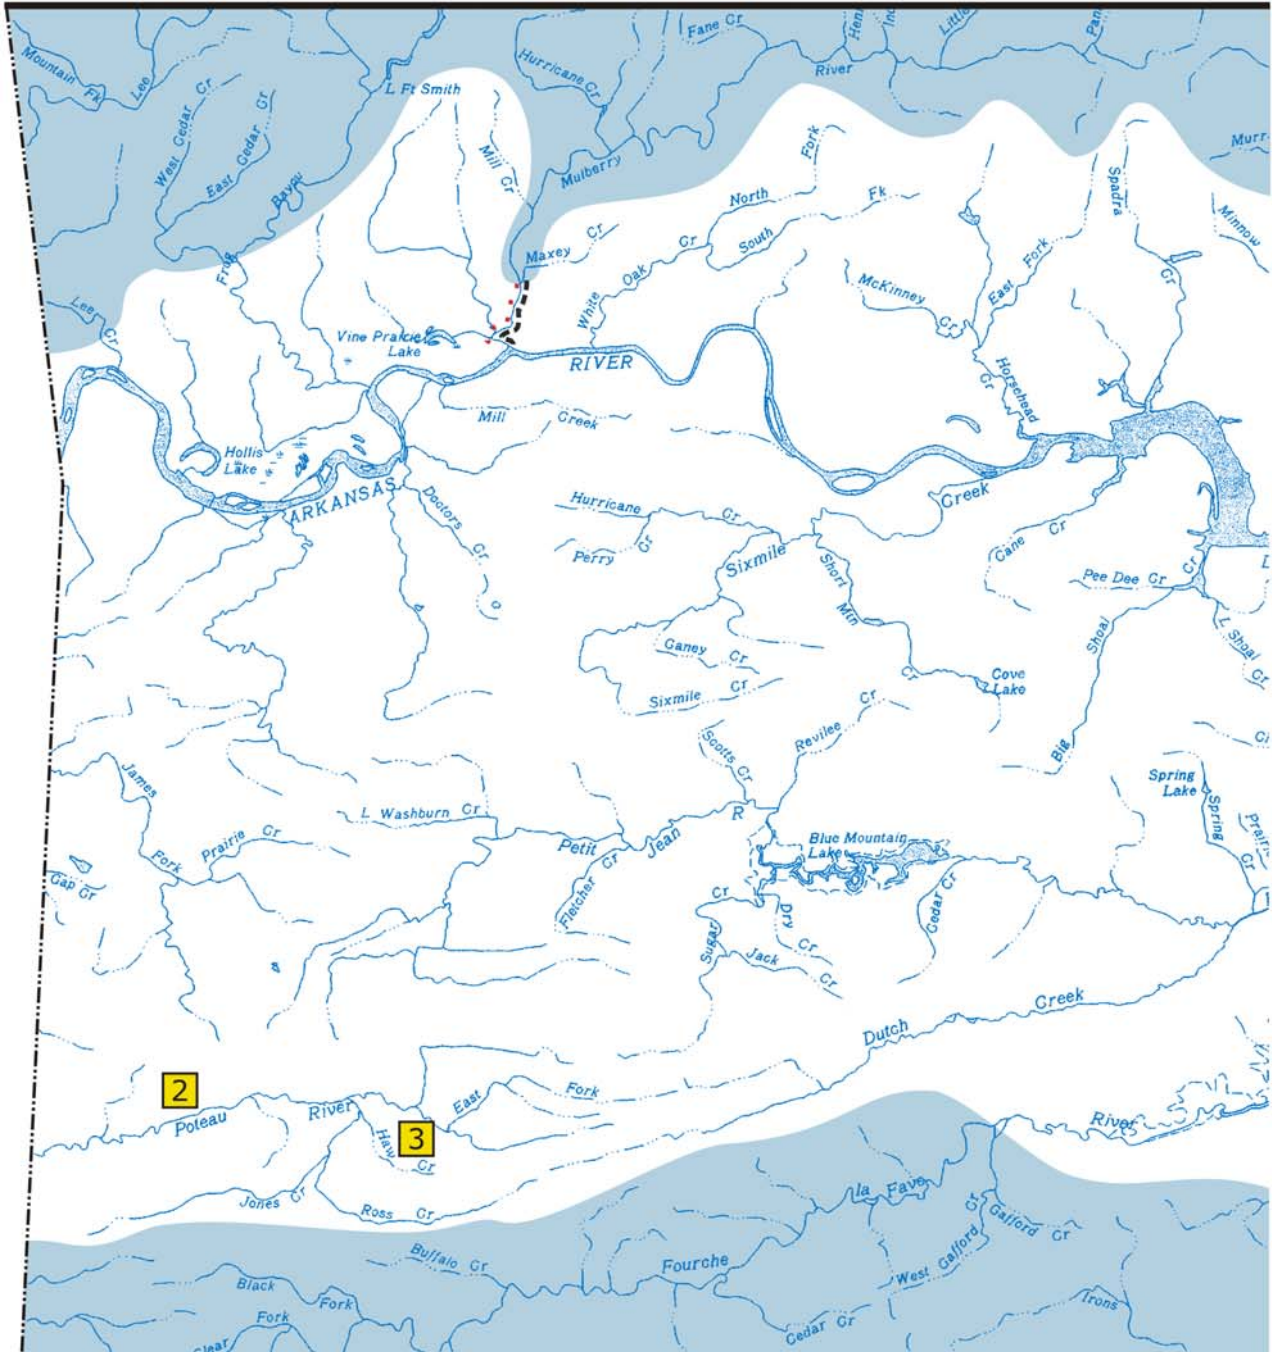 Mountain
Fk
Lee
West Cedar Cr
East Cedar Cr
Frog
Bayou
L Ft Smith
Mill Cr
Hurricane Cr
Fane Cr
Little
River
Mulberry
Murr
Minnow
Spadra
Cr
North
Fork
South
Fk
White
Oak
Cr
Maxey Cr
McKinney
Cr
East Fork
Horsehead
Cr
Lee
Cr
Vine Prairie
Lake
RIVER
Mill Creek
Hollis
Lake
ARKANSAS
Doctors
Cr
Hurricane Cr
Perry Cr
Sixmile
Creek
Short
Mtn
Cr
Cane Cr
Pee Dee Cr
Cr
Shoal
Big
L Shoal
Cr
Ganey Cr
Sixmile Cr
Cove
Lake
Scotts Cr
Revilee Cr
Spring
Lake
Spring
Cr
James
Fork
Prairie Cr
L Washburn Cr
Petit
Jean
R
Fletcher Cr
Blue Mountain
Lake
Gap Cr
Sugar
Cr
Dry
Cr
Jack
Cr
Cedar Cr
Dutch
Creek
2
Poteau
River
3
Haw
Cr
East
Fork
Jones Cr
Ross Cr
River
la Fave
Fourche
Gafford
Cr
West Gafford
Cr
Buffalo Cr
Black
Fork
Fork
Cedar Cr
Irons